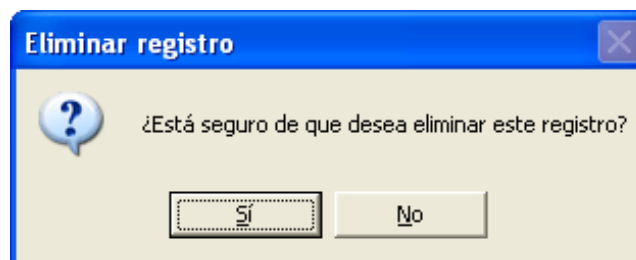 Eliminar registro
¿Está seguro de que desea eliminar este registro?
Sí No